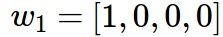 w₁ = [1, 0, 0, 0]